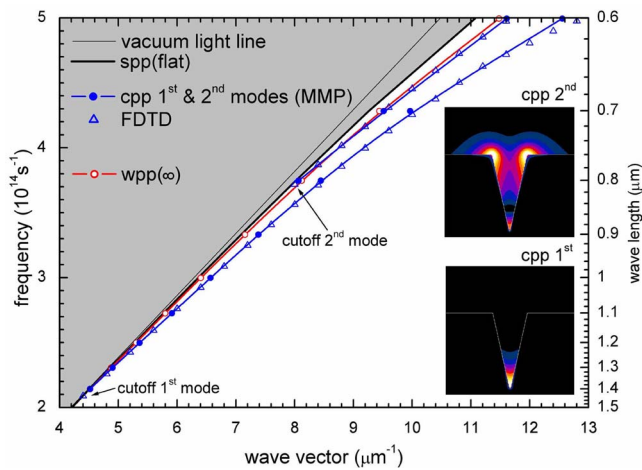 vacuum light line
spp(flat)
cpp 1st & 2nd modes (MMP)
FDTD
wpp(∞)
cutoff 2nd mode
cutoff 1st mode
cpp 2nd
cpp 1st
frequency (10¹⁴s⁻¹)
5
4
3
2
wave length (μm)
0.6
0.7
0.8
0.9
1
1.1
1.2
1.3
1.4
1.5
4 5 6 7 8 9 10 11 12 13
wave vector (μm⁻¹)